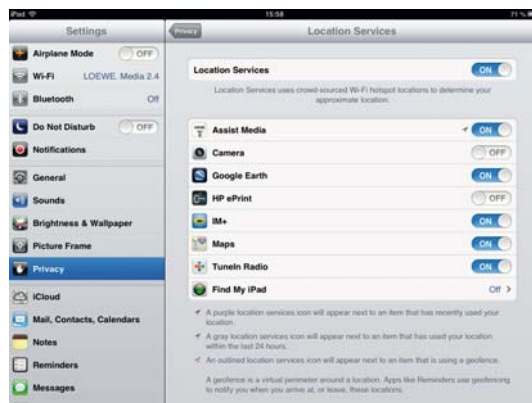 iPad
15:58
71 %
Settings
Airplane Mode OFF
Wi-Fi LOEWE. Media 2.4
Bluetooth Off
Do Not Disturb OFF
Notifications
General
Sounds
Brightness & Wallpaper
Picture Frame
Privacy
iCloud
Mail, Contacts, Calendars
Notes
Reminders
Messages
Privacy
Location Services
Location Services ON
Location Services uses crowd-sourced Wi-Fi hotspot locations to determine your
approximate location.
Assist Media ON
Camera OFF
Google Earth ON
HP ePrint OFF
IM+ ON
Maps ON
TuneIn Radio ON
Find My iPad Off
A purple location services icon will appear next to an item that has recently used your
location.
A gray location services icon will appear next to an item that has used your location
within the last 24 hours.
An outlined location services icon will appear next to an item that is using a geofence.
A geofence is a virtual perimeter around a location. Apps like Reminders use geofencing
to notify you when you arrive at, or leave, these locations.